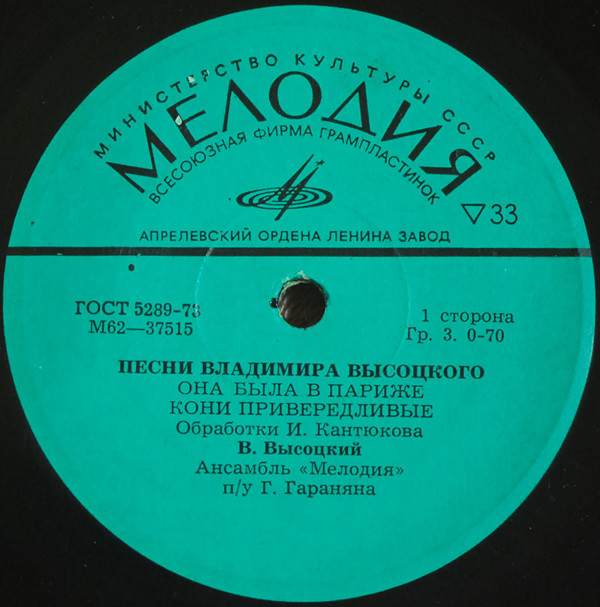 МИНИСТЕРСТВО КУЛЬТУРЫ СССР
МЕЛОДИЯ
ВСЕСОЮЗНАЯ ФИРМА ГРАМПЛАСТИНОК
▽33
АПРЕЛЕВСКИЙ ОРДЕНА ЛЕНИНА ЗАВОД
ГОСТ 5289-73
М62—37515
1 сторона
Гр. 3. 0-70
ПЕСНИ ВЛАДИМИРА ВЫСОЦКОГО
ОНА БЫЛА В ПАРИЖЕ
КОНИ ПРИВЕРЕДЛИВЫЕ
Обработки И. Кантюкова
В. Высоцкий
Ансамбль «Мелодия»
п/у Г. Гараняна